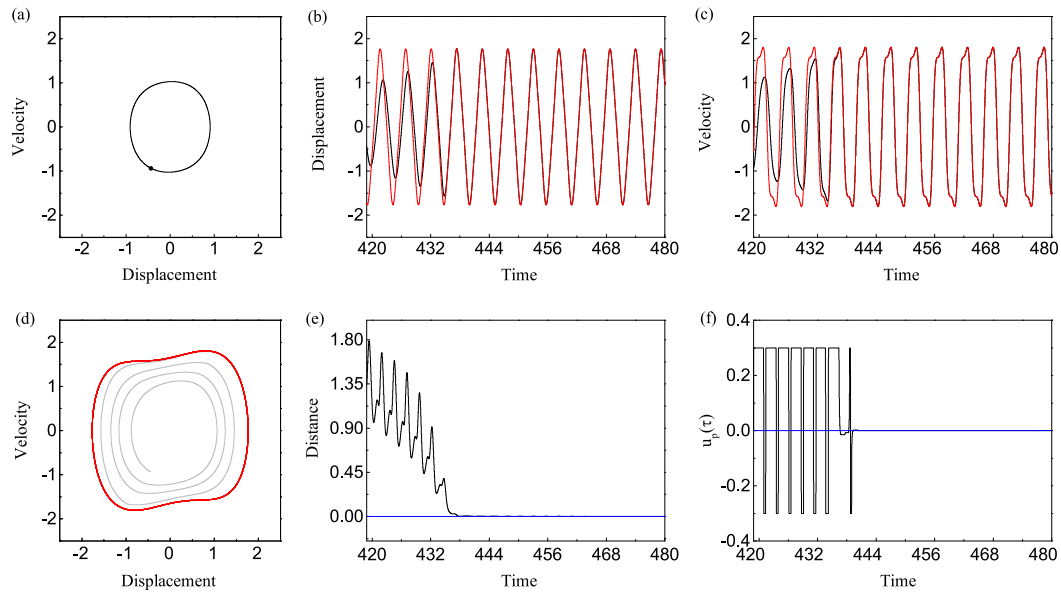 (a)
2
1
0
-1
-2
-2 -1 0 1 2
Velocity
Displacement
(b)
2
1
0
-1
-2
420 432 444 456 468 480
Displacement
Time
(c)
2
1
0
-1
-2
420 432 444 456 468 480
Velocity
Time
(d)
2
1
0
-1
-2
-2 -1 0 1 2
Velocity
Displacement
(e)
1.80
1.35
0.90
0.45
0.00
420 432 444 456 468 480
Distance
Time
(f)
0.4
0.2
0.0
-0.2
-0.4
420 432 444 456 468 480
u_p(τ)
Time